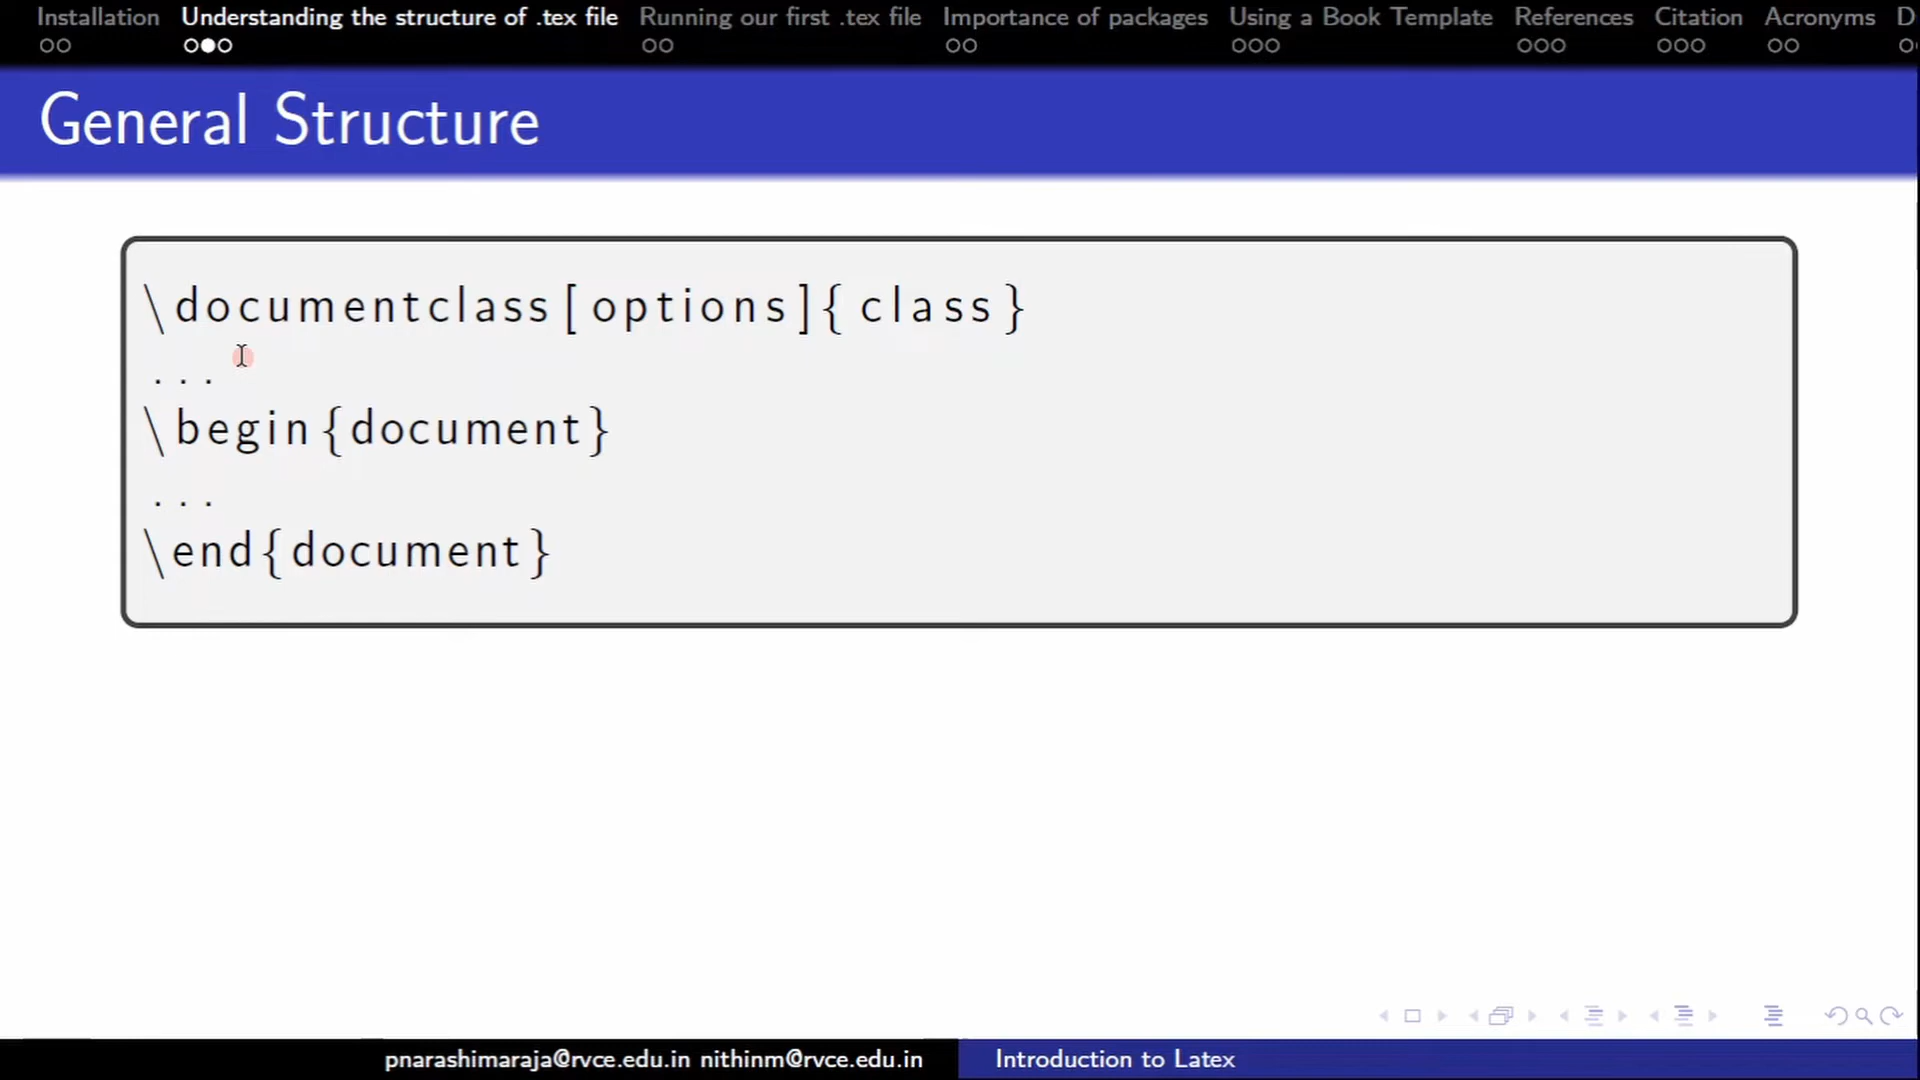 Installation Understanding the structure of .tex file Running our first .tex file Importance of packages Using a Book Template References Citation Acronyms D
General Structure
\documentclass[options]{class}
...
\begin{document}
...
\end{document}
pnarashimaraja@rvce.edu.in nithinm@rvce.edu.in Introduction to Latex